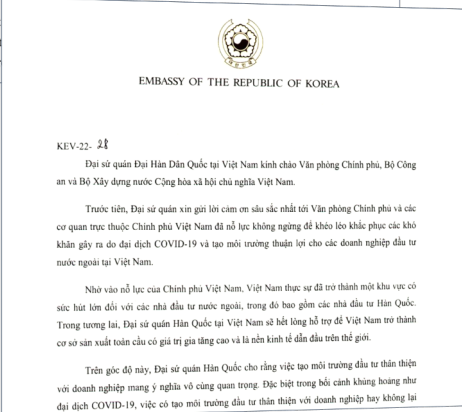 EMBASSY OF THE REPUBLIC OF KOREA
KEV-22- 28
Đại sứ quán Đại Hàn Dân Quốc tại Việt Nam kính chào Văn phòng Chính phủ, Bộ Công
an và Bộ Xây dựng nước Cộng hòa xã hội chủ nghĩa Việt Nam.
Trước tiên, Đại sứ quán xin gửi lời cảm ơn sâu sắc nhất tới Văn phòng Chính phủ và các
cơ quan trực thuộc Chính phủ Việt Nam đã nỗ lực không ngừng để khéo léo khắc phục các khó
khăn gây ra do đại dịch COVID-19 và tạo môi trường thuận lợi cho các doanh nghiệp đầu tư
nước ngoài tại Việt Nam.
Nhờ vào nỗ lực của Chính phủ Việt Nam, Việt Nam thực sự đã trở thành một khu vực có
sức hút lớn đối với các nhà đầu tư nước ngoài, trong đó bao gồm các nhà đầu tư Hàn Quốc.
Trong tương lai, Đại sứ quán Hàn Quốc tại Việt Nam sẽ hết lòng hỗ trợ để Việt Nam trở thành
cơ sở sản xuất toàn cầu có giá trị gia tăng cao và là nền kinh tế dẫn đầu trên thế giới.
Trên góc độ này, Đại sứ quán Hàn Quốc cho rằng việc tạo môi trường đầu tư thân thiện
với doanh nghiệp mang ý nghĩa vô cùng quan trọng. Đặc biệt trong bối cảnh khủng hoảng như
đại dịch COVID-19, việc có tạo môi trường đầu tư thân thiện với doanh nghiệp hay không lại